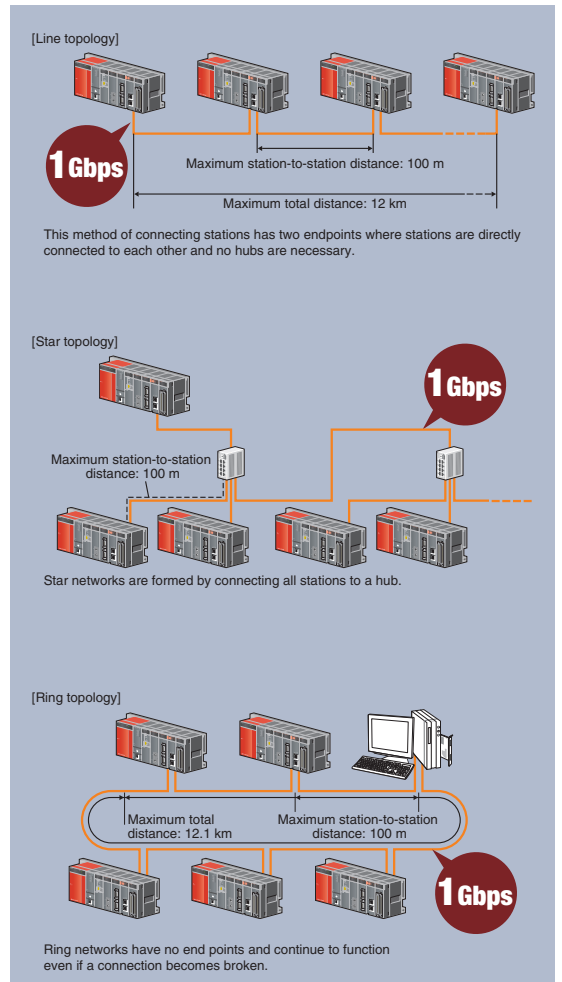 [Line topology]
1 Gbps
Maximum station-to-station distance: 100 m
Maximum total distance: 12 km
This method of connecting stations has two endpoints where stations are directly
connected to each other and no hubs are necessary.
[Star topology]
1 Gbps
Maximum station-to-station
distance: 100 m
Star networks are formed by connecting all stations to a hub.
[Ring topology]
Maximum total
distance: 12.1 km
Maximum station-to-station
distance: 100 m
1 Gbps
Ring networks have no end points and continue to function
even if a connection becomes broken.